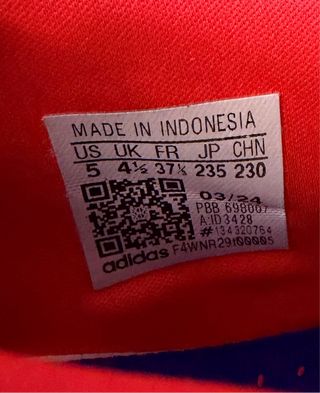 MADE IN INDONESIA
US UK FR JP CHN
5 4½ 37⅓ 235 230
03/24
PBB 698007
A:ID3428
#134320764
adidas F4WNR29100005